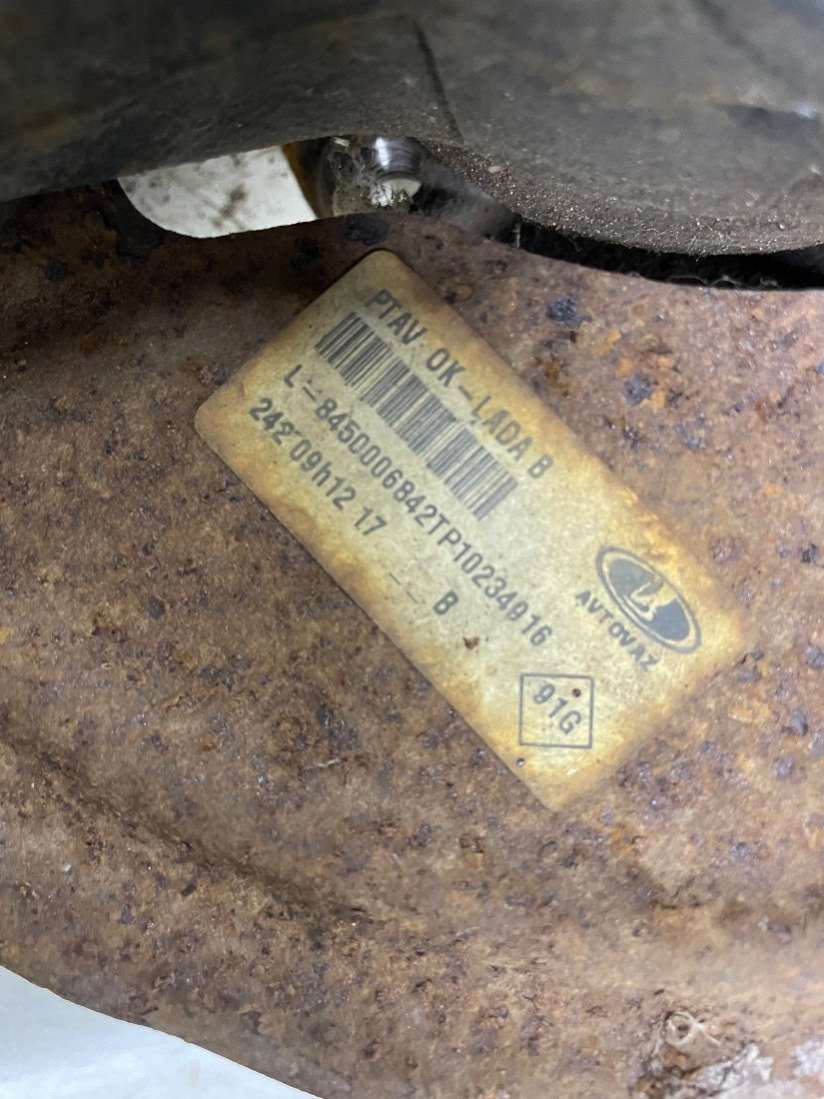 PTAV OK-LADA B
L-8450006842TP10234916
242 09h12 17 -- B
AVTOVAZ
91G